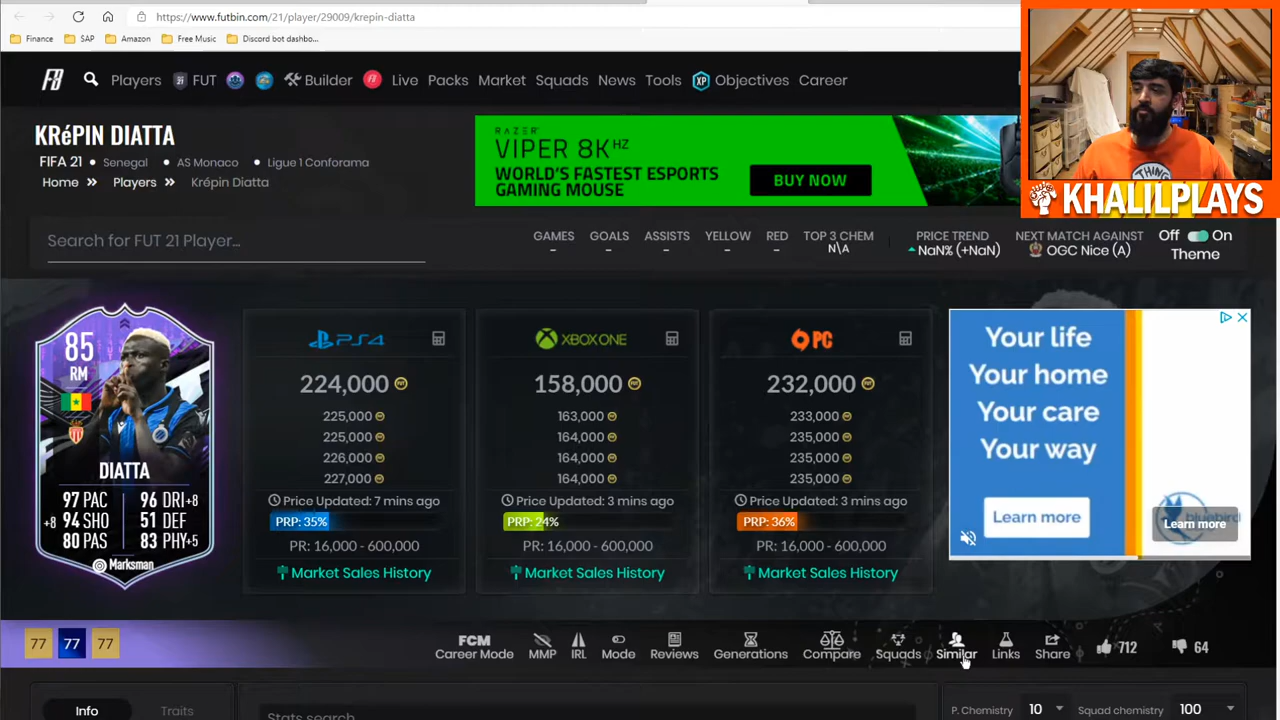 https://www.futbin.com/21/player/29009/krepin-diatta
Finance SAP Amazon Free Music Discord bot dashbo...
Players FUT Builder Live Packs Market Squads News Tools XP Objectives Career
KRéPIN DIATTA
FIFA 21 • Senegal • AS Monaco • Ligue 1 Conforama
Home » Players » Krépin Diatta
RAZER
VIPER 8K HZ
WORLD'S FASTEST ESPORTS
GAMING MOUSE
BUY NOW
KHALILPLAYS
Search for FUT 21 Player...
GAMES GOALS ASSISTS YELLOW RED TOP 3 CHEM PRICE TREND NEXT MATCH AGAINST Off On
- - - - - N\A NaN% (+NaN) OGC Nice (A) Theme
85
RM
DIATTA
97 PAC 96 DRI+8
+8 94 SHO 51 DEF
80 PAS 83 PHY+5
Marksman
PS4
224,000
225,000
225,000
226,000
227,000
Price Updated: 7 mins ago
PRP: 35%
PR: 16,000 - 600,000
Market Sales History
XBOX ONE
158,000
163,000
164,000
164,000
164,000
Price Updated: 3 mins ago
PRP: 24%
PR: 16,000 - 600,000
Market Sales History
PC
232,000
233,000
235,000
235,000
235,000
Price Updated: 3 mins ago
PRP: 36%
PR: 16,000 - 600,000
Market Sales History
Your life
Your home
Your care
Your way
Learn more
Learn more
77 77 77
FCM
Career Mode MMP IRL Mode Reviews Generations Compare Squads Similar Links Share 712 64
Info Traits
Stats search
P. Chemistry 10 Squad chemistry 100